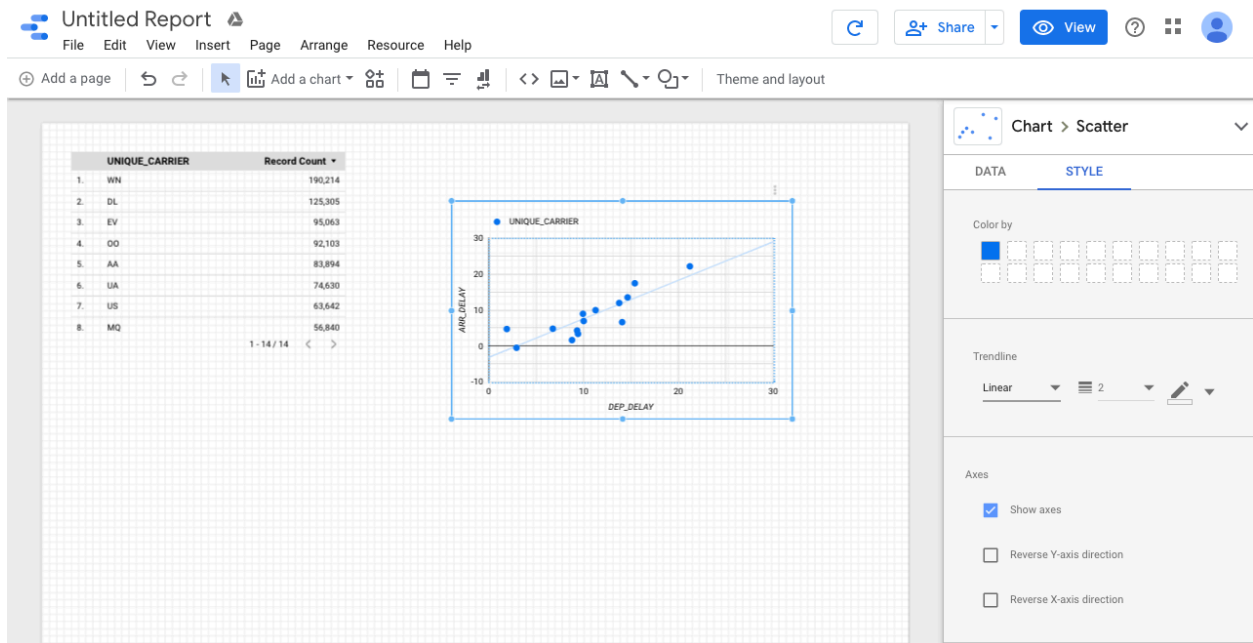 Untitled Report
File Edit View Insert Page Arrange Resource Help
Share
View
Add a page
Add a chart
Theme and layout
UNIQUE_CARRIER Record Count
1. WN 190,214
2. DL 125,305
3. EV 95,063
4. OO 92,103
5. AA 83,894
6. UA 74,630
7. US 63,642
8. MQ 56,840
1 - 14 / 14
UNIQUE_CARRIER
30
20
10
0
-10
ARR_DELAY
0 10 20 30
DEP_DELAY
Chart > Scatter
DATA STYLE
Color by
Trendline
Linear 2
Axes
Show axes
Reverse Y-axis direction
Reverse X-axis direction